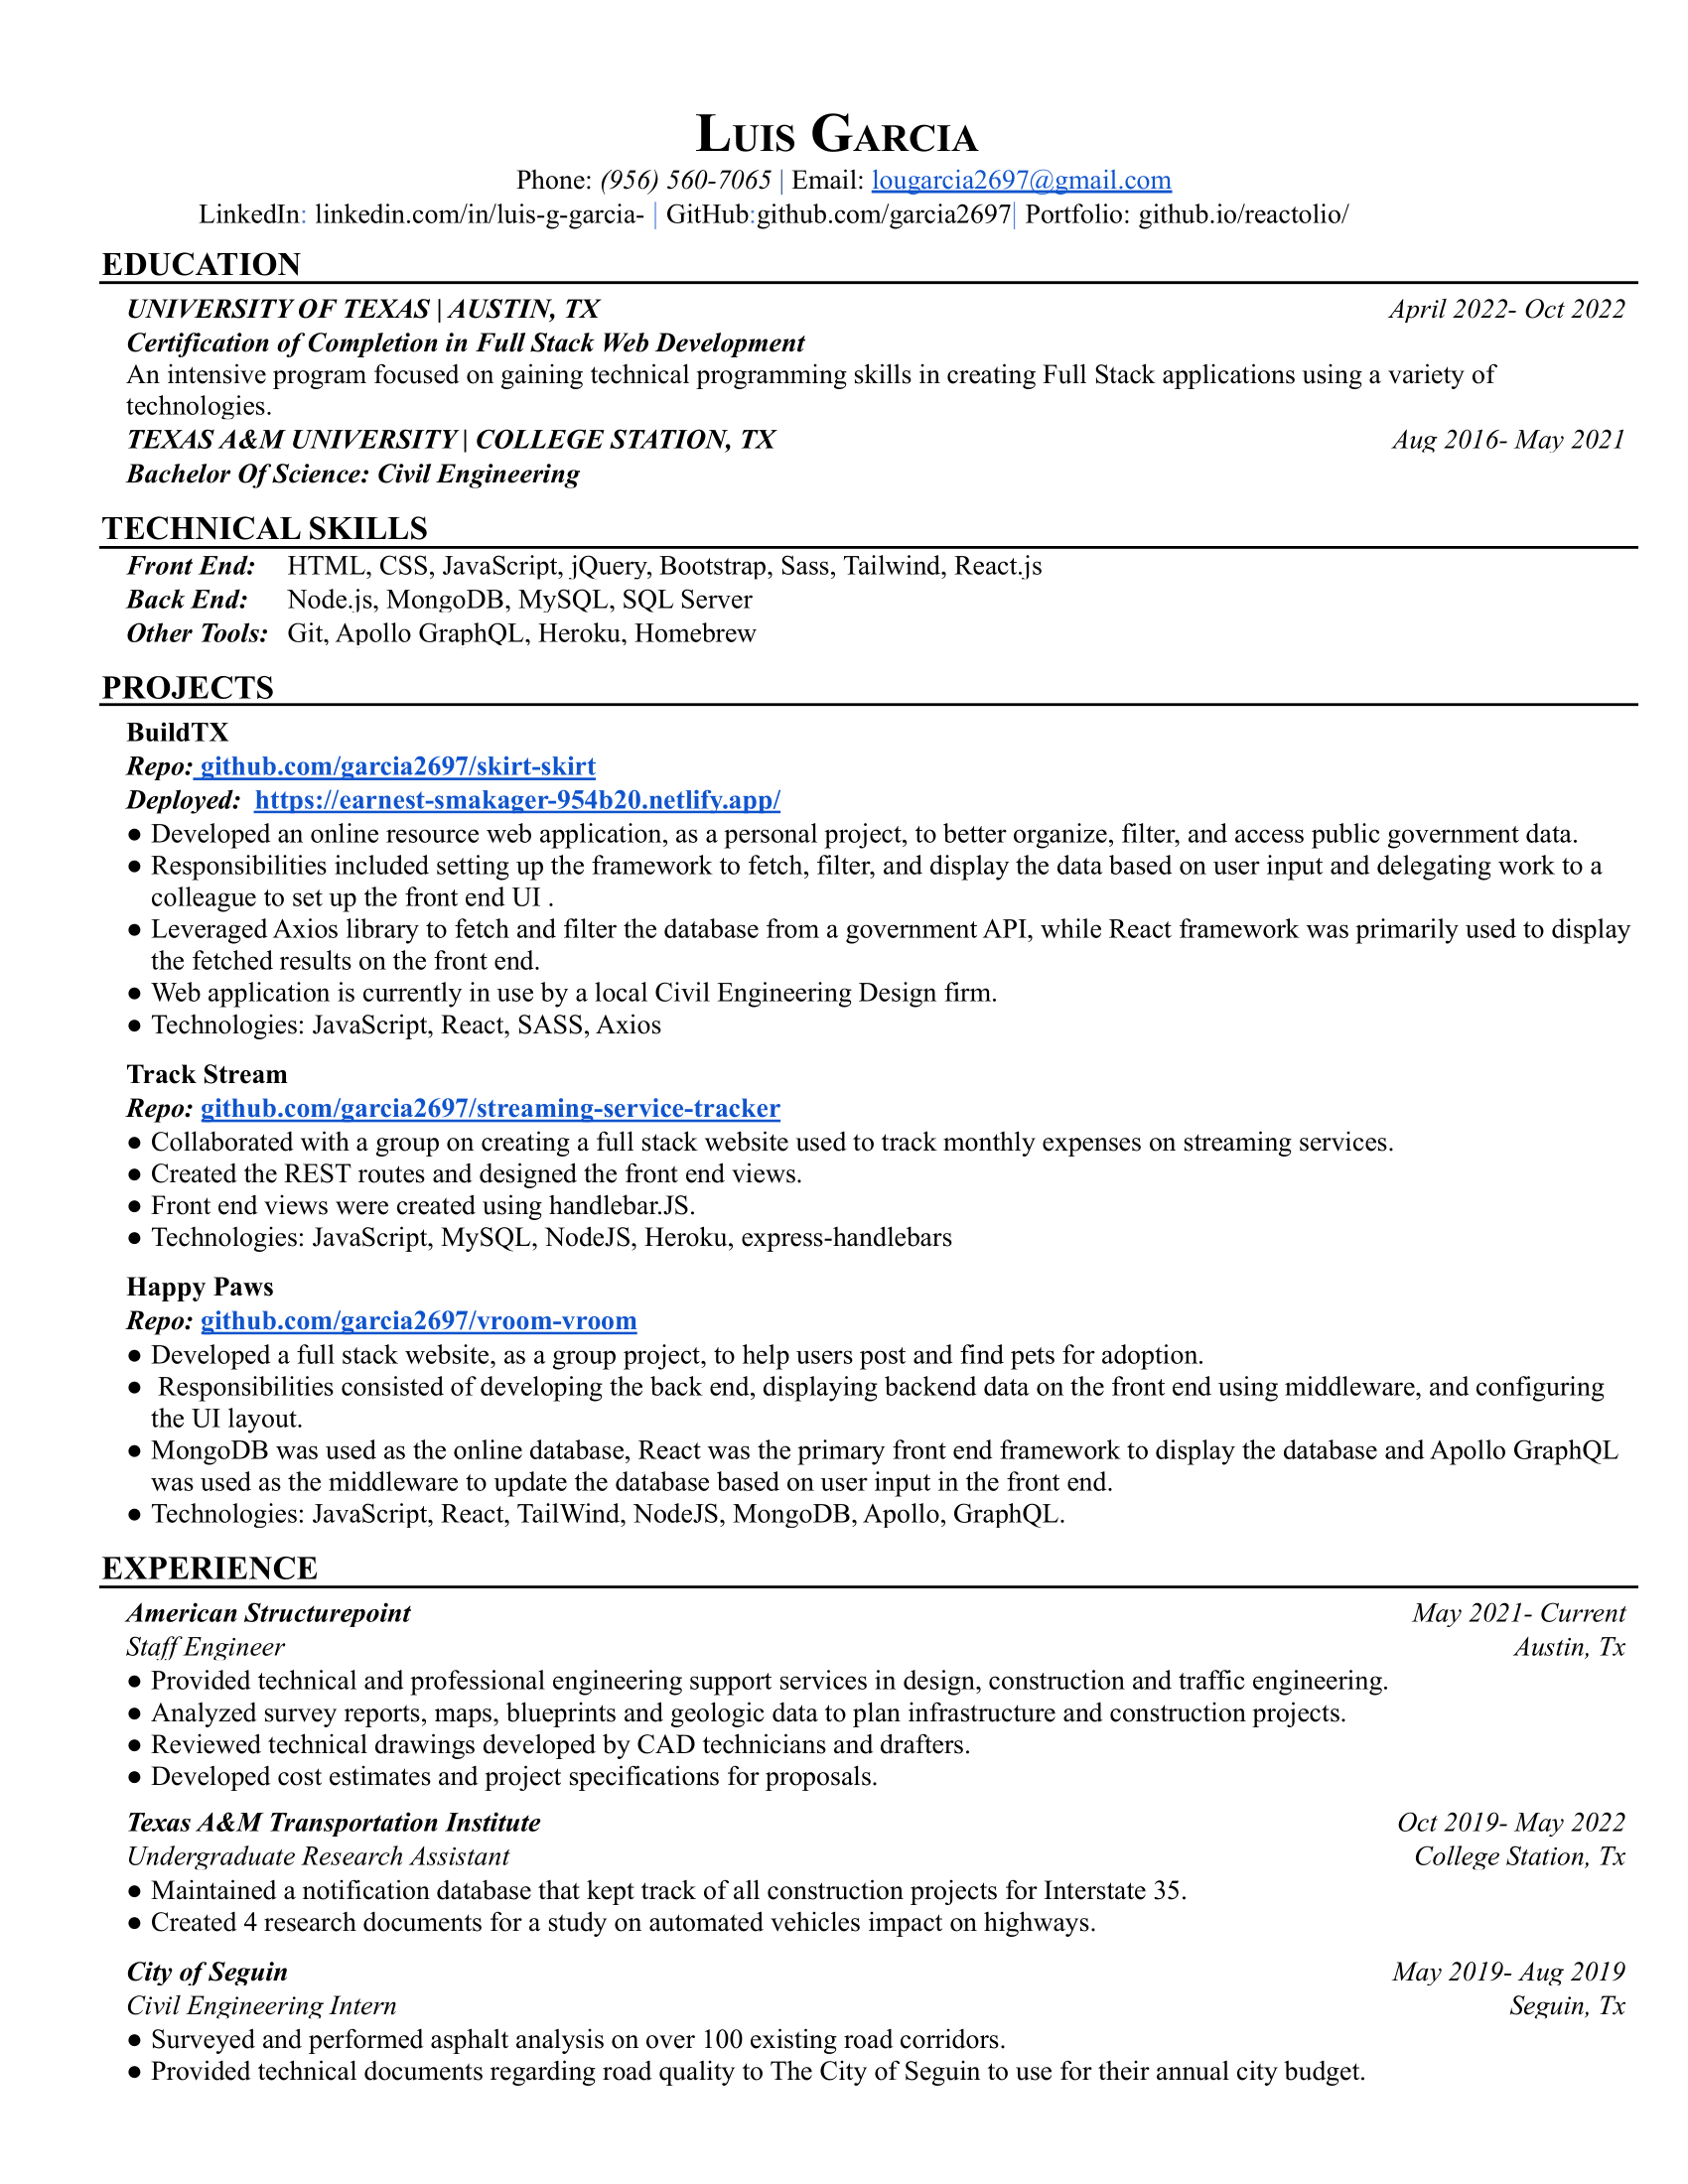 LUIS GARCIA
Phone: (956) 560-7065 | Email: lougarcia2697@gmail.com
LinkedIn: linkedin.com/in/luis-g-garcia- | GitHub:github.com/garcia2697| Portfolio: github.io/reactolio/
EDUCATION
UNIVERSITY OF TEXAS | AUSTIN, TX April 2022- Oct 2022
Certification of Completion in Full Stack Web Development
An intensive program focused on gaining technical programming skills in creating Full Stack applications using a variety of
technologies.
TEXAS A&M UNIVERSITY | COLLEGE STATION, TX Aug 2016- May 2021
Bachelor Of Science: Civil Engineering
TECHNICAL SKILLS
Front End: HTML, CSS, JavaScript, jQuery, Bootstrap, Sass, Tailwind, React.js
Back End: Node.js, MongoDB, MySQL, SQL Server
Other Tools: Git, Apollo GraphQL, Heroku, Homebrew
PROJECTS
BuildTX
Repo: github.com/garcia2697/skirt-skirt
Deployed: https://earnest-smakager-954b20.netlify.app/
● Developed an online resource web application, as a personal project, to better organize, filter, and access public government data.
● Responsibilities included setting up the framework to fetch, filter, and display the data based on user input and delegating work to a
colleague to set up the front end UI .
● Leveraged Axios library to fetch and filter the database from a government API, while React framework was primarily used to display
the fetched results on the front end.
● Web application is currently in use by a local Civil Engineering Design firm.
● Technologies: JavaScript, React, SASS, Axios
Track Stream
Repo: github.com/garcia2697/streaming-service-tracker
● Collaborated with a group on creating a full stack website used to track monthly expenses on streaming services.
● Created the REST routes and designed the front end views.
● Front end views were created using handlebar.JS.
● Technologies: JavaScript, MySQL, NodeJS, Heroku, express-handlebars
Happy Paws
Repo: github.com/garcia2697/vroom-vroom
● Developed a full stack website, as a group project, to help users post and find pets for adoption.
● Responsibilities consisted of developing the back end, displaying backend data on the front end using middleware, and configuring
the UI layout.
● MongoDB was used as the online database, React was the primary front end framework to display the database and Apollo GraphQL
was used as the middleware to update the database based on user input in the front end.
● Technologies: JavaScript, React, TailWind, NodeJS, MongoDB, Apollo, GraphQL.
EXPERIENCE
American Structurepoint May 2021- Current
Staff Engineer Austin, Tx
● Provided technical and professional engineering support services in design, construction and traffic engineering.
● Analyzed survey reports, maps, blueprints and geologic data to plan infrastructure and construction projects.
● Reviewed technical drawings developed by CAD technicians and drafters.
● Developed cost estimates and project specifications for proposals.
Texas A&M Transportation Institute Oct 2019- May 2022
Undergraduate Research Assistant College Station, Tx
● Maintained a notification database that kept track of all construction projects for Interstate 35.
● Created 4 research documents for a study on automated vehicles impact on highways.
City of Seguin May 2019- Aug 2019
Civil Engineering Intern Seguin, Tx
● Surveyed and performed asphalt analysis on over 100 existing road corridors.
● Provided technical documents regarding road quality to The City of Seguin to use for their annual city budget.